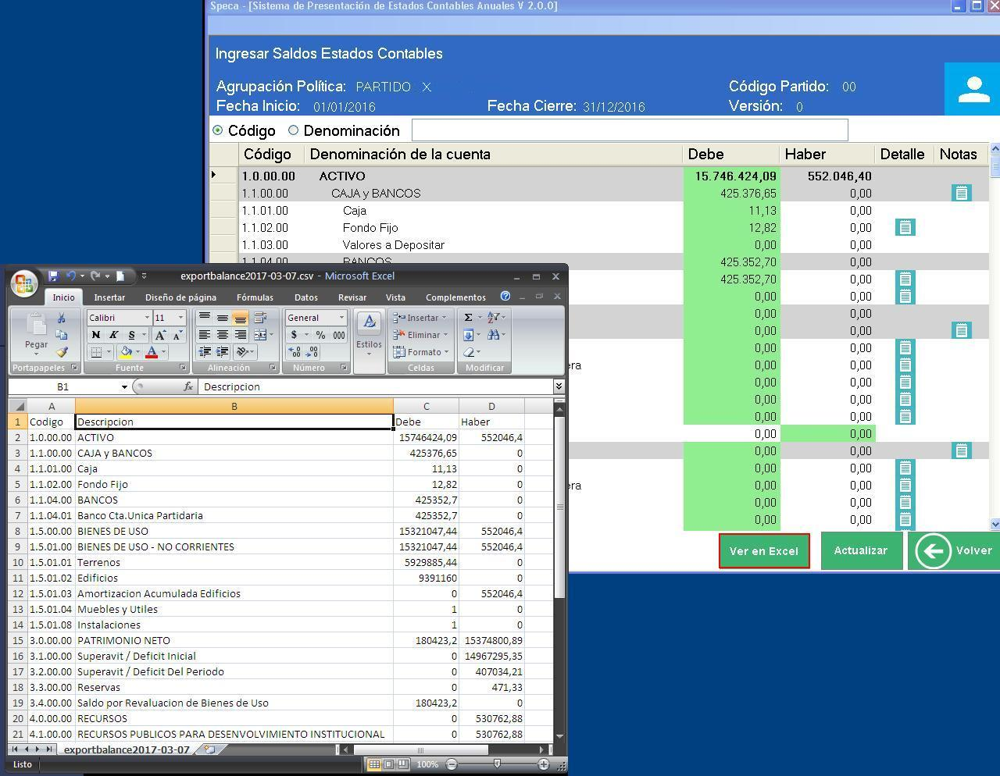 Speca - [Sistema de Presentación de Estados Contables Anuales V 2.0.0]
Ingresar Saldos Estados Contables
Agrupación Política: PARTIDO X
Código Partido: 00
Fecha Inicio: 01/01/2016
Fecha Cierre: 31/12/2016
Versión: 0
Código
Denominación
Código Denominación de la cuenta Debe Haber Detalle Notas
1.0.00.00 ACTIVO 15.746.424,09 552.046,40
1.1.00.00 CAJA y BANCOS 425.376,65 0,00
1.1.01.00 Caja 11,13 0,00
1.1.02.00 Fondo Fijo 12,82 0,00
1.1.03.00 Valores a Depositar 0,00 0,00
1.1.04.00 BANCOS 425.352,70 0,00
425.352,70 0,00
0,00 0,00
0,00 0,00
0,00 0,00
0,00 0,00
era 0,00 0,00
0,00 0,00
0,00 0,00
0,00 0,00
0,00 0,00
0,00 0,00
0,00 0,00
era 0,00 0,00
0,00 0,00
0,00 0,00
Ver en Excel
Actualizar
Volver
exportbalance2017-03-07.csv - Microsoft Excel
Inicio Insertar Diseño de página Fórmulas Datos Revisar Vista Complementos
Pegar
Portapapeles
Calibri 11
N K S
A A
A
Fuente
Alineación
General
$ % 000
Número
Estilos
Insertar
Eliminar
Formato
Celdas
Σ
Modificar
B1 fx Descripcion
A B C D
1 Codigo Descripcion Debe Haber
2 1.0.00.00 ACTIVO 15746424,09 552046,4
3 1.1.00.00 CAJA y BANCOS 425376,65 0
4 1.1.01.00 Caja 11,13 0
5 1.1.02.00 Fondo Fijo 12,82 0
6 1.1.04.00 BANCOS 425352,7 0
7 1.1.04.01 Banco Cta.Unica Partidaria 425352,7 0
8 1.5.00.00 BIENES DE USO 15321047,44 552046,4
9 1.5.01.00 BIENES DE USO - NO CORRIENTES 15321047,44 552046,4
10 1.5.01.01 Terrenos 5929885,44 0
11 1.5.01.02 Edificios 9391160 0
12 1.5.01.03 Amortizacion Acumulada Edificios 0 552046,4
13 1.5.01.04 Muebles y Utiles 1 0
14 1.5.01.08 Instalaciones 1 0
15 3.0.00.00 PATRIMONIO NETO 180423,2 15374800,89
16 3.1.00.00 Superavit / Deficit Inicial 0 14967295,35
17 3.2.00.00 Superavit / Deficit Del Periodo 0 407034,21
18 3.3.00.00 Reservas 0 471,33
19 3.4.00.00 Saldo por Revaluacion de Bienes de Uso 180423,2 0
20 4.0.00.00 RECURSOS 0 530762,88
21 4.1.00.00 RECURSOS PUBLICOS PARA DESENVOLVIMIENTO INSTITUCIONAL 0 530762,88
exportbalance2017-03-07
Listo
100%